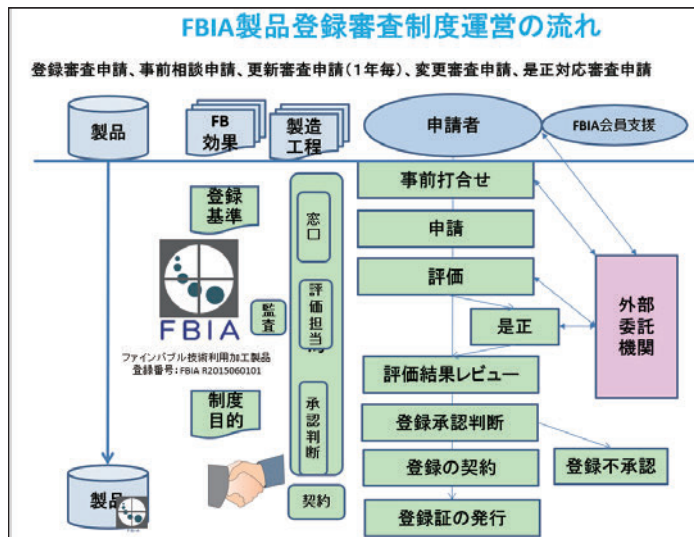 FBIA製品登録審査制度運営の流れ
登録審査申請、事前相談申請、更新審査申請(1年毎)、変更審査申請、是正対応審査申請
製品
FB
効果
製造
工程
申請者
FBIA会員支援
登録
基準
窓口
事前打合せ
申請
評価
是正
外部
委託
機関
FBIA
監査
評価担当
ファインバブル技術利用加工製品
登録番号:FBIA R2015060101
評価結果レビュー
制度
目的
承認判断
登録承認判断
登録の契約
登録不承認
製品
契約
登録証の発行